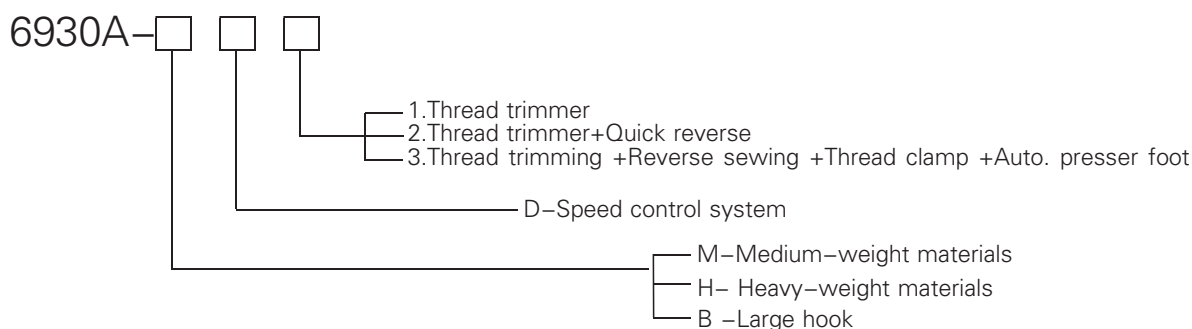 6930A-
1.Thread trimmer
2.Thread trimmer+Quick reverse
3.Thread trimming +Reverse sewing +Thread clamp +Auto. presser foot
D-Speed control system
M-Medium-weight materials
H- Heavy-weight materials
B -Large hook